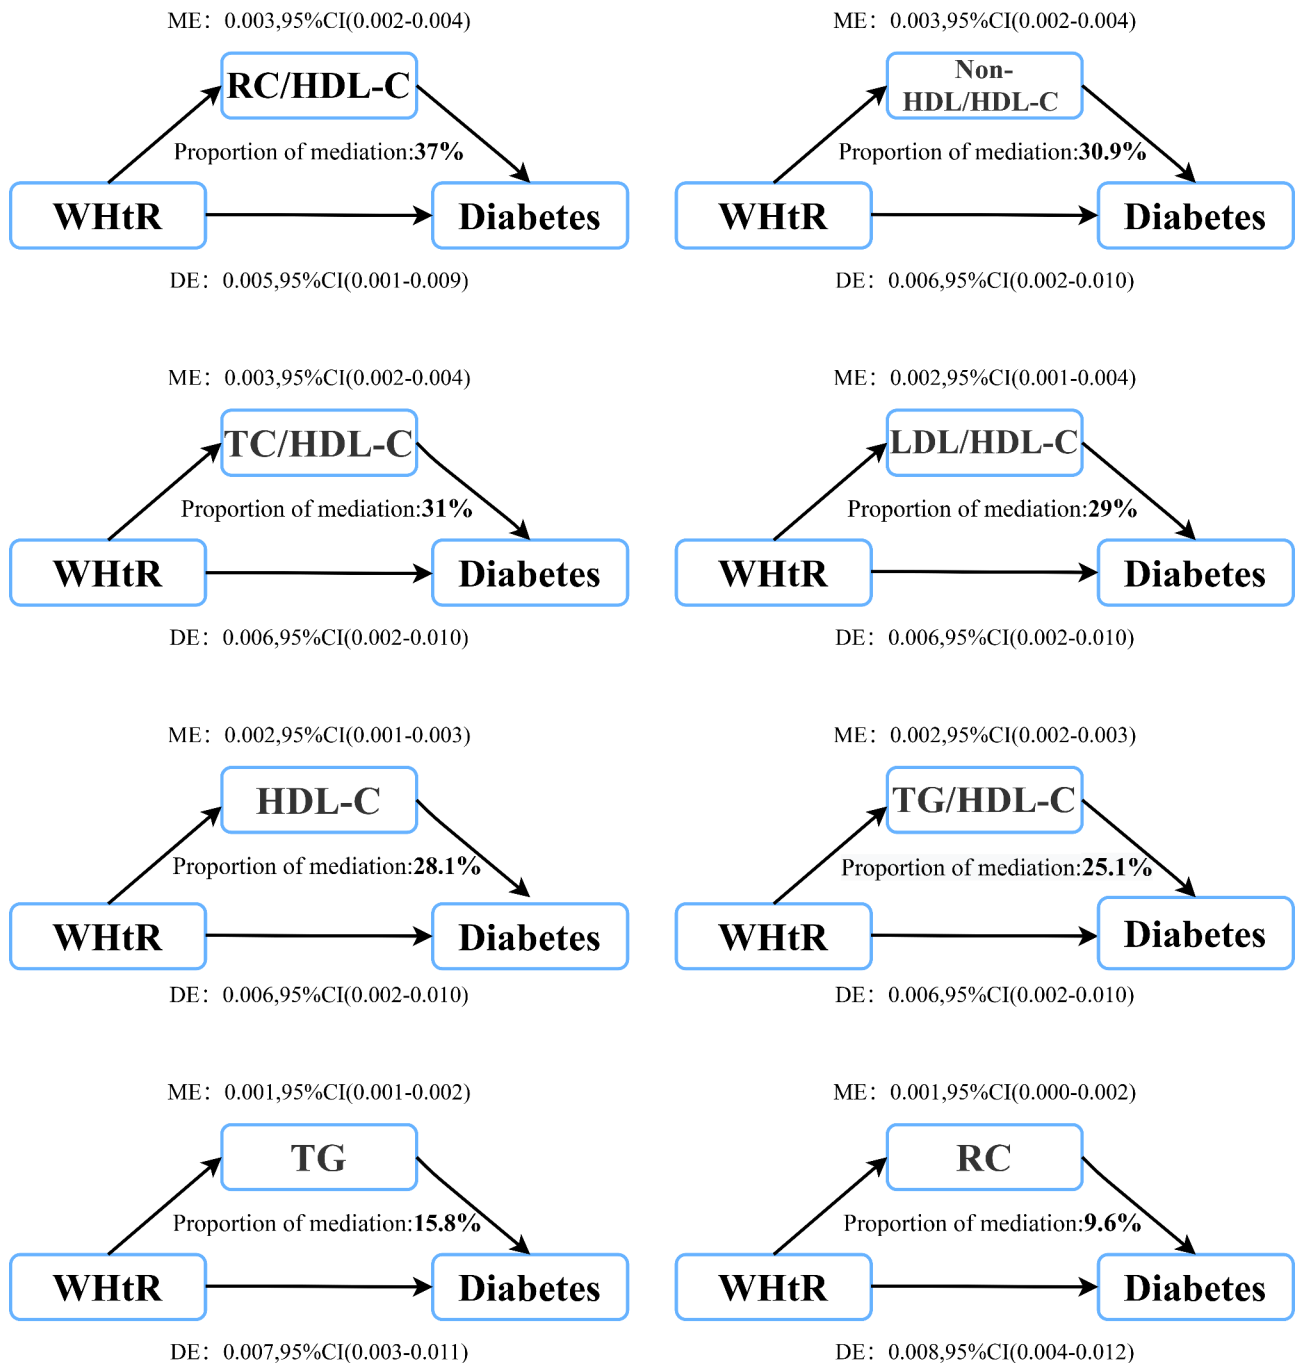 ME：0.003,95%CI(0.002-0.004)
RC/HDL-C
Proportion of mediation:37%
WHtR
Diabetes
DE：0.005,95%CI(0.001-0.009)
ME：0.003,95%CI(0.002-0.004)
Non-
HDL/HDL-C
Proportion of mediation:30.9%
WHtR
Diabetes
DE：0.006,95%CI(0.002-0.010)
ME：0.003,95%CI(0.002-0.004)
TC/HDL-C
Proportion of mediation:31%
WHtR
Diabetes
DE：0.006,95%CI(0.002-0.010)
ME：0.002,95%CI(0.001-0.004)
LDL/HDL-C
Proportion of mediation:29%
WHtR
Diabetes
DE：0.006,95%CI(0.002-0.010)
ME：0.002,95%CI(0.001-0.003)
HDL-C
Proportion of mediation:28.1%
WHtR
Diabetes
DE：0.006,95%CI(0.002-0.010)
ME：0.002,95%CI(0.002-0.003)
TG/HDL-C
Proportion of mediation:25.1%
WHtR
Diabetes
DE：0.006,95%CI(0.002-0.010)
ME：0.001,95%CI(0.001-0.002)
TG
Proportion of mediation:15.8%
WHtR
Diabetes
DE：0.007,95%CI(0.003-0.011)
ME：0.001,95%CI(0.000-0.002)
RC
Proportion of mediation:9.6%
WHtR
Diabetes
DE：0.008,95%CI(0.004-0.012)